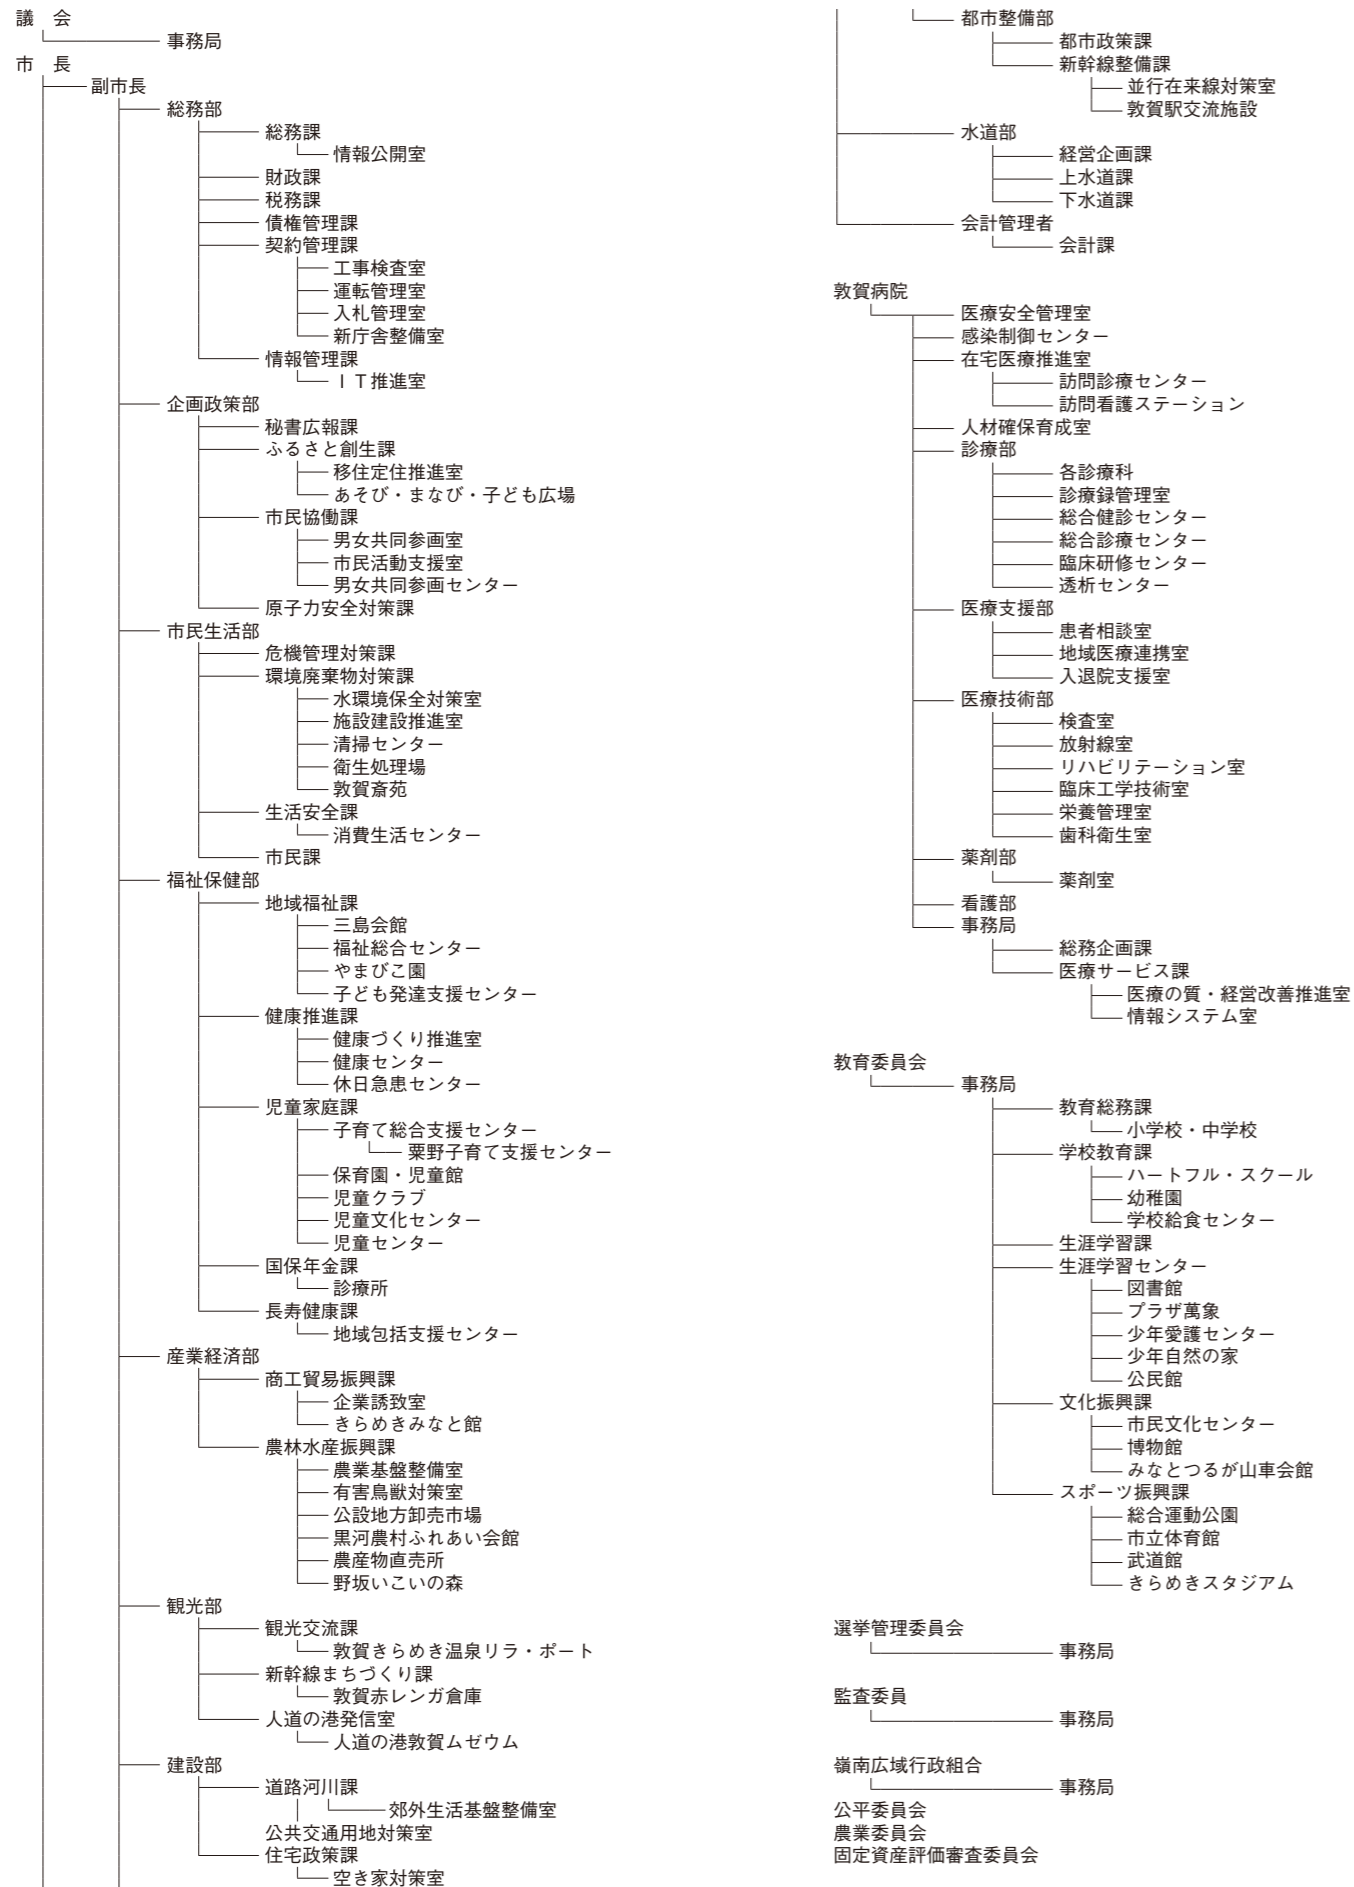 議　会
事務局
市　長
副市長
総務部
総務課
情報公開室
財政課
税務課
債権管理課
契約管理課
工事検査室
運転管理室
入札管理室
新庁舎整備室
情報管理課
ＩＴ推進室
企画政策部
秘書広報課
ふるさと創生課
移住定住推進室
あそび・まなび・子ども広場
市民協働課
男女共同参画室
市民活動支援室
男女共同参画センター
原子力安全対策課
市民生活部
危機管理対策課
環境廃棄物対策課
水環境保全対策室
施設建設推進室
清掃センター
衛生処理場
敦賀斎苑
生活安全課
消費生活センター
市民課
福祉保健部
地域福祉課
三島会館
福祉総合センター
やまびこ園
子ども発達支援センター
健康推進課
健康づくり推進室
健康センター
休日急患センター
児童家庭課
子育て総合支援センター
粟野子育て支援センター
保育園・児童館
児童クラブ
児童文化センター
児童センター
国保年金課
診療所
長寿健康課
地域包括支援センター
産業経済部
商工貿易振興課
企業誘致室
きらめきみなと館
農林水産振興課
農業基盤整備室
有害鳥獣対策室
公設地方卸売市場
黒河農村ふれあい会館
農産物直売所
野坂いこいの森
観光部
観光交流課
敦賀きらめき温泉リラ・ポート
新幹線まちづくり課
敦賀赤レンガ倉庫
人道の港発信室
人道の港敦賀ムゼウム
建設部
道路河川課
郊外生活基盤整備室
公共交通用地対策室
住宅政策課
空き家対策室
都市整備部
都市政策課
新幹線整備課
並行在来線対策室
敦賀駅交流施設
水道部
経営企画課
上水道課
下水道課
会計管理者
会計課
敦賀病院
医療安全管理室
感染制御センター
在宅医療推進室
訪問診療センター
訪問看護ステーション
人材確保育成室
診療部
各診療科
診療録管理室
総合健診センター
総合診療センター
臨床研修センター
透析センター
医療支援部
患者相談室
地域医療連携室
入退院支援室
医療技術部
検査室
放射線室
リハビリテーション室
臨床工学技術室
栄養管理室
歯科衛生室
薬剤部
薬剤室
看護部
事務局
総務企画課
医療サービス課
医療の質・経営改善推進室
情報システム室
教育委員会
事務局
教育総務課
小学校・中学校
学校教育課
ハートフル・スクール
幼稚園
学校給食センター
生涯学習課
生涯学習センター
図書館
プラザ萬象
少年愛護センター
少年自然の家
公民館
文化振興課
市民文化センター
博物館
みなとつるが山車会館
スポーツ振興課
総合運動公園
市立体育館
武道館
きらめきスタジアム
選挙管理委員会
事務局
監査委員
事務局
嶺南広域行政組合
事務局
公平委員会
農業委員会
固定資産評価審査委員会